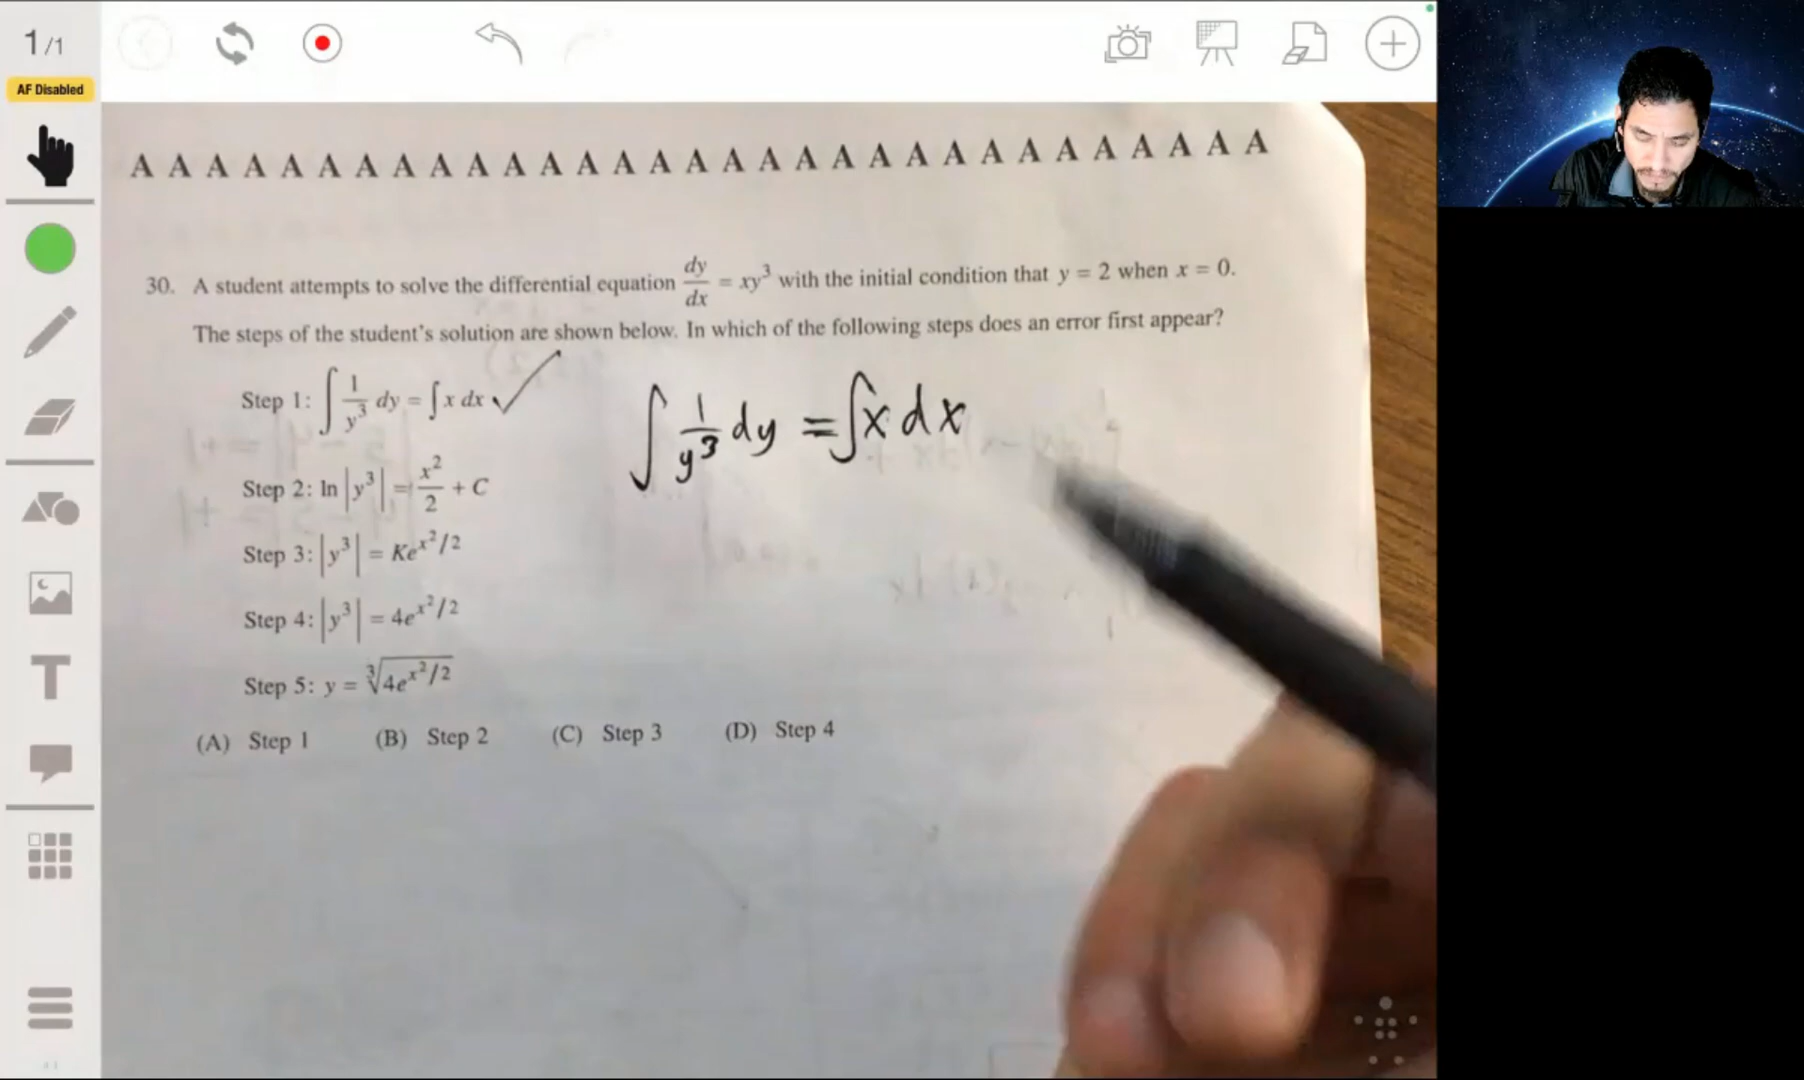 1/1
AF Disabled
A A A A A A A A A A A A A A A A A A A A A A A A A A A A A A A
30. A student attempts to solve the differential equation dy/dx = xy³ with the initial condition that y = 2 when x = 0.
The steps of the student's solution are shown below. In which of the following steps does an error first appear?
Step 1: ∫ 1/y³ dy = ∫ x dx ✓
∫ 1/y³ dy = ∫ x dx
Step 2: ln |y³| = x²/2 + C
Step 3: |y³| = Ke^(x²/2)
Step 4: |y³| = 4e^(x²/2)
Step 5: y = ∛(4e^(x²/2))
(A) Step 1 (B) Step 2 (C) Step 3 (D) Step 4
T